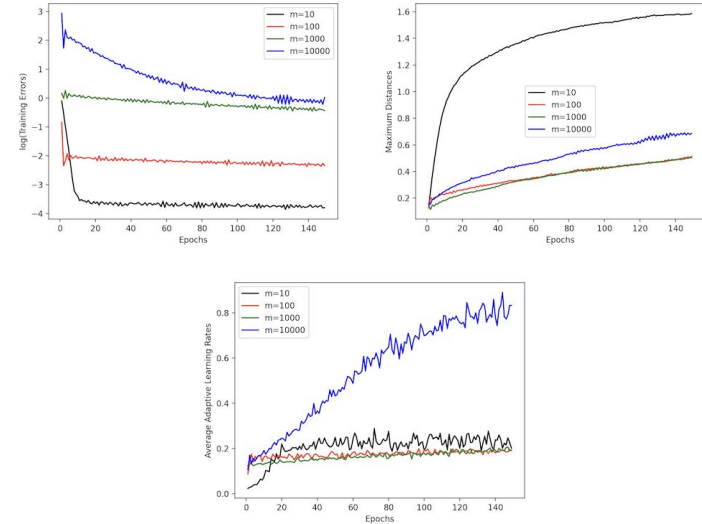 3
2
1
0
−1
−2
−3
−4
log(Training Errors)
0 20 40 60 80 100 120 140
Epochs
m=10
m=100
m=1000
m=10000
1.6
1.4
1.2
1.0
0.8
0.6
0.4
0.2
Maximum Distances
0 20 40 60 80 100 120 140
Epochs
m=10
m=100
m=1000
m=10000
0.8
0.6
0.4
0.2
0.0
Average Adaptive Learning Rates
0 20 40 60 80 100 120 140
Epochs
m=10
m=100
m=1000
m=10000